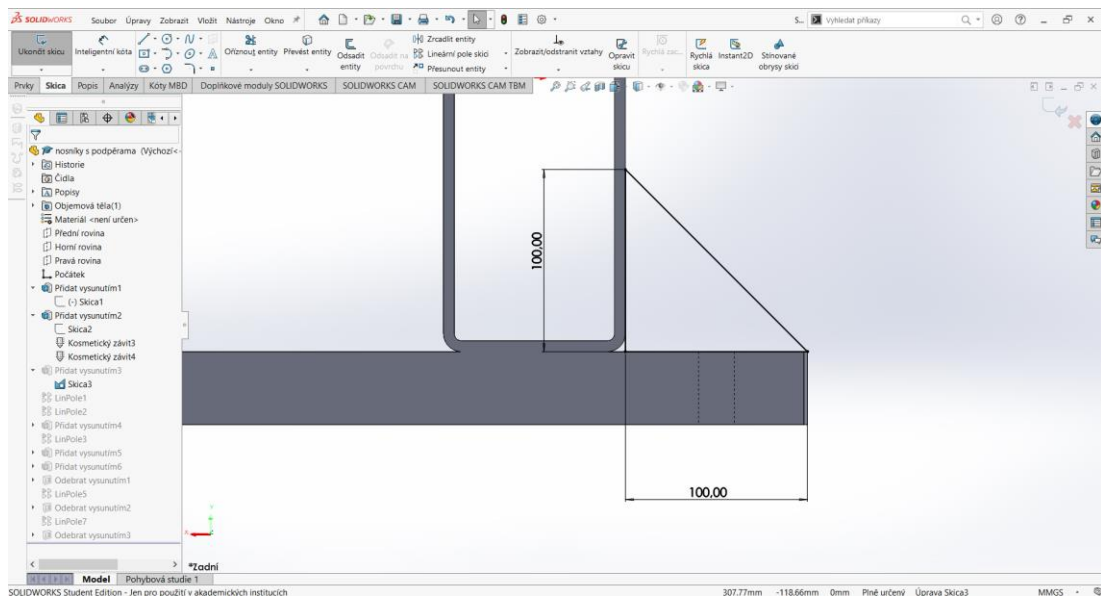 SOLIDWORKS Soubor Úpravy Zobrazit Vložit Nástroje Okno S... Vyhledat příkazy
Ukončit skicu Inteligentní kóta Oříznout entity Převést entity Odsadit entity Odsadit na povrchu Zrcadlit entity Lineární pole skici Přesunout entity Zobrazit/odstranit vztahy Opravit skicu Rychlá skica Instant2D Stínované obrysy skici
Prvky Skica Popis Analýzy Kóty MBD Doplňkové moduly SOLIDWORKS SOLIDWORKS CAM SOLIDWORKS CAM TBM
nosníky s podpěrama (Výchozí<
Historie
Čidla
Popisy
Objemová těla(1)
Materiál <není určen>
Přední rovina
Horní rovina
Pravá rovina
Počátek
Přidat vysunutím1
(-) Skica1
Přidat vysunutím2
Skica2
Kosmetický závit3
Kosmetický závit4
Přidat vysunutím3
Skica3
LinPole1
LinPole2
Přidat vysunutím4
LinPole3
Přidat vysunutím5
Přidat vysunutím6
Odebrat vysunutím1
LinPole5
Odebrat vysunutím2
LinPole7
Odebrat vysunutím3
100,00
100,00
*Zadní
Model Pohybová studie 1
SOLIDWORKS Student Edition - Jen pro použití v akademických institucích 307.77mm -118.66mm 0mm Plně určený Úprava Skica3 MMGS